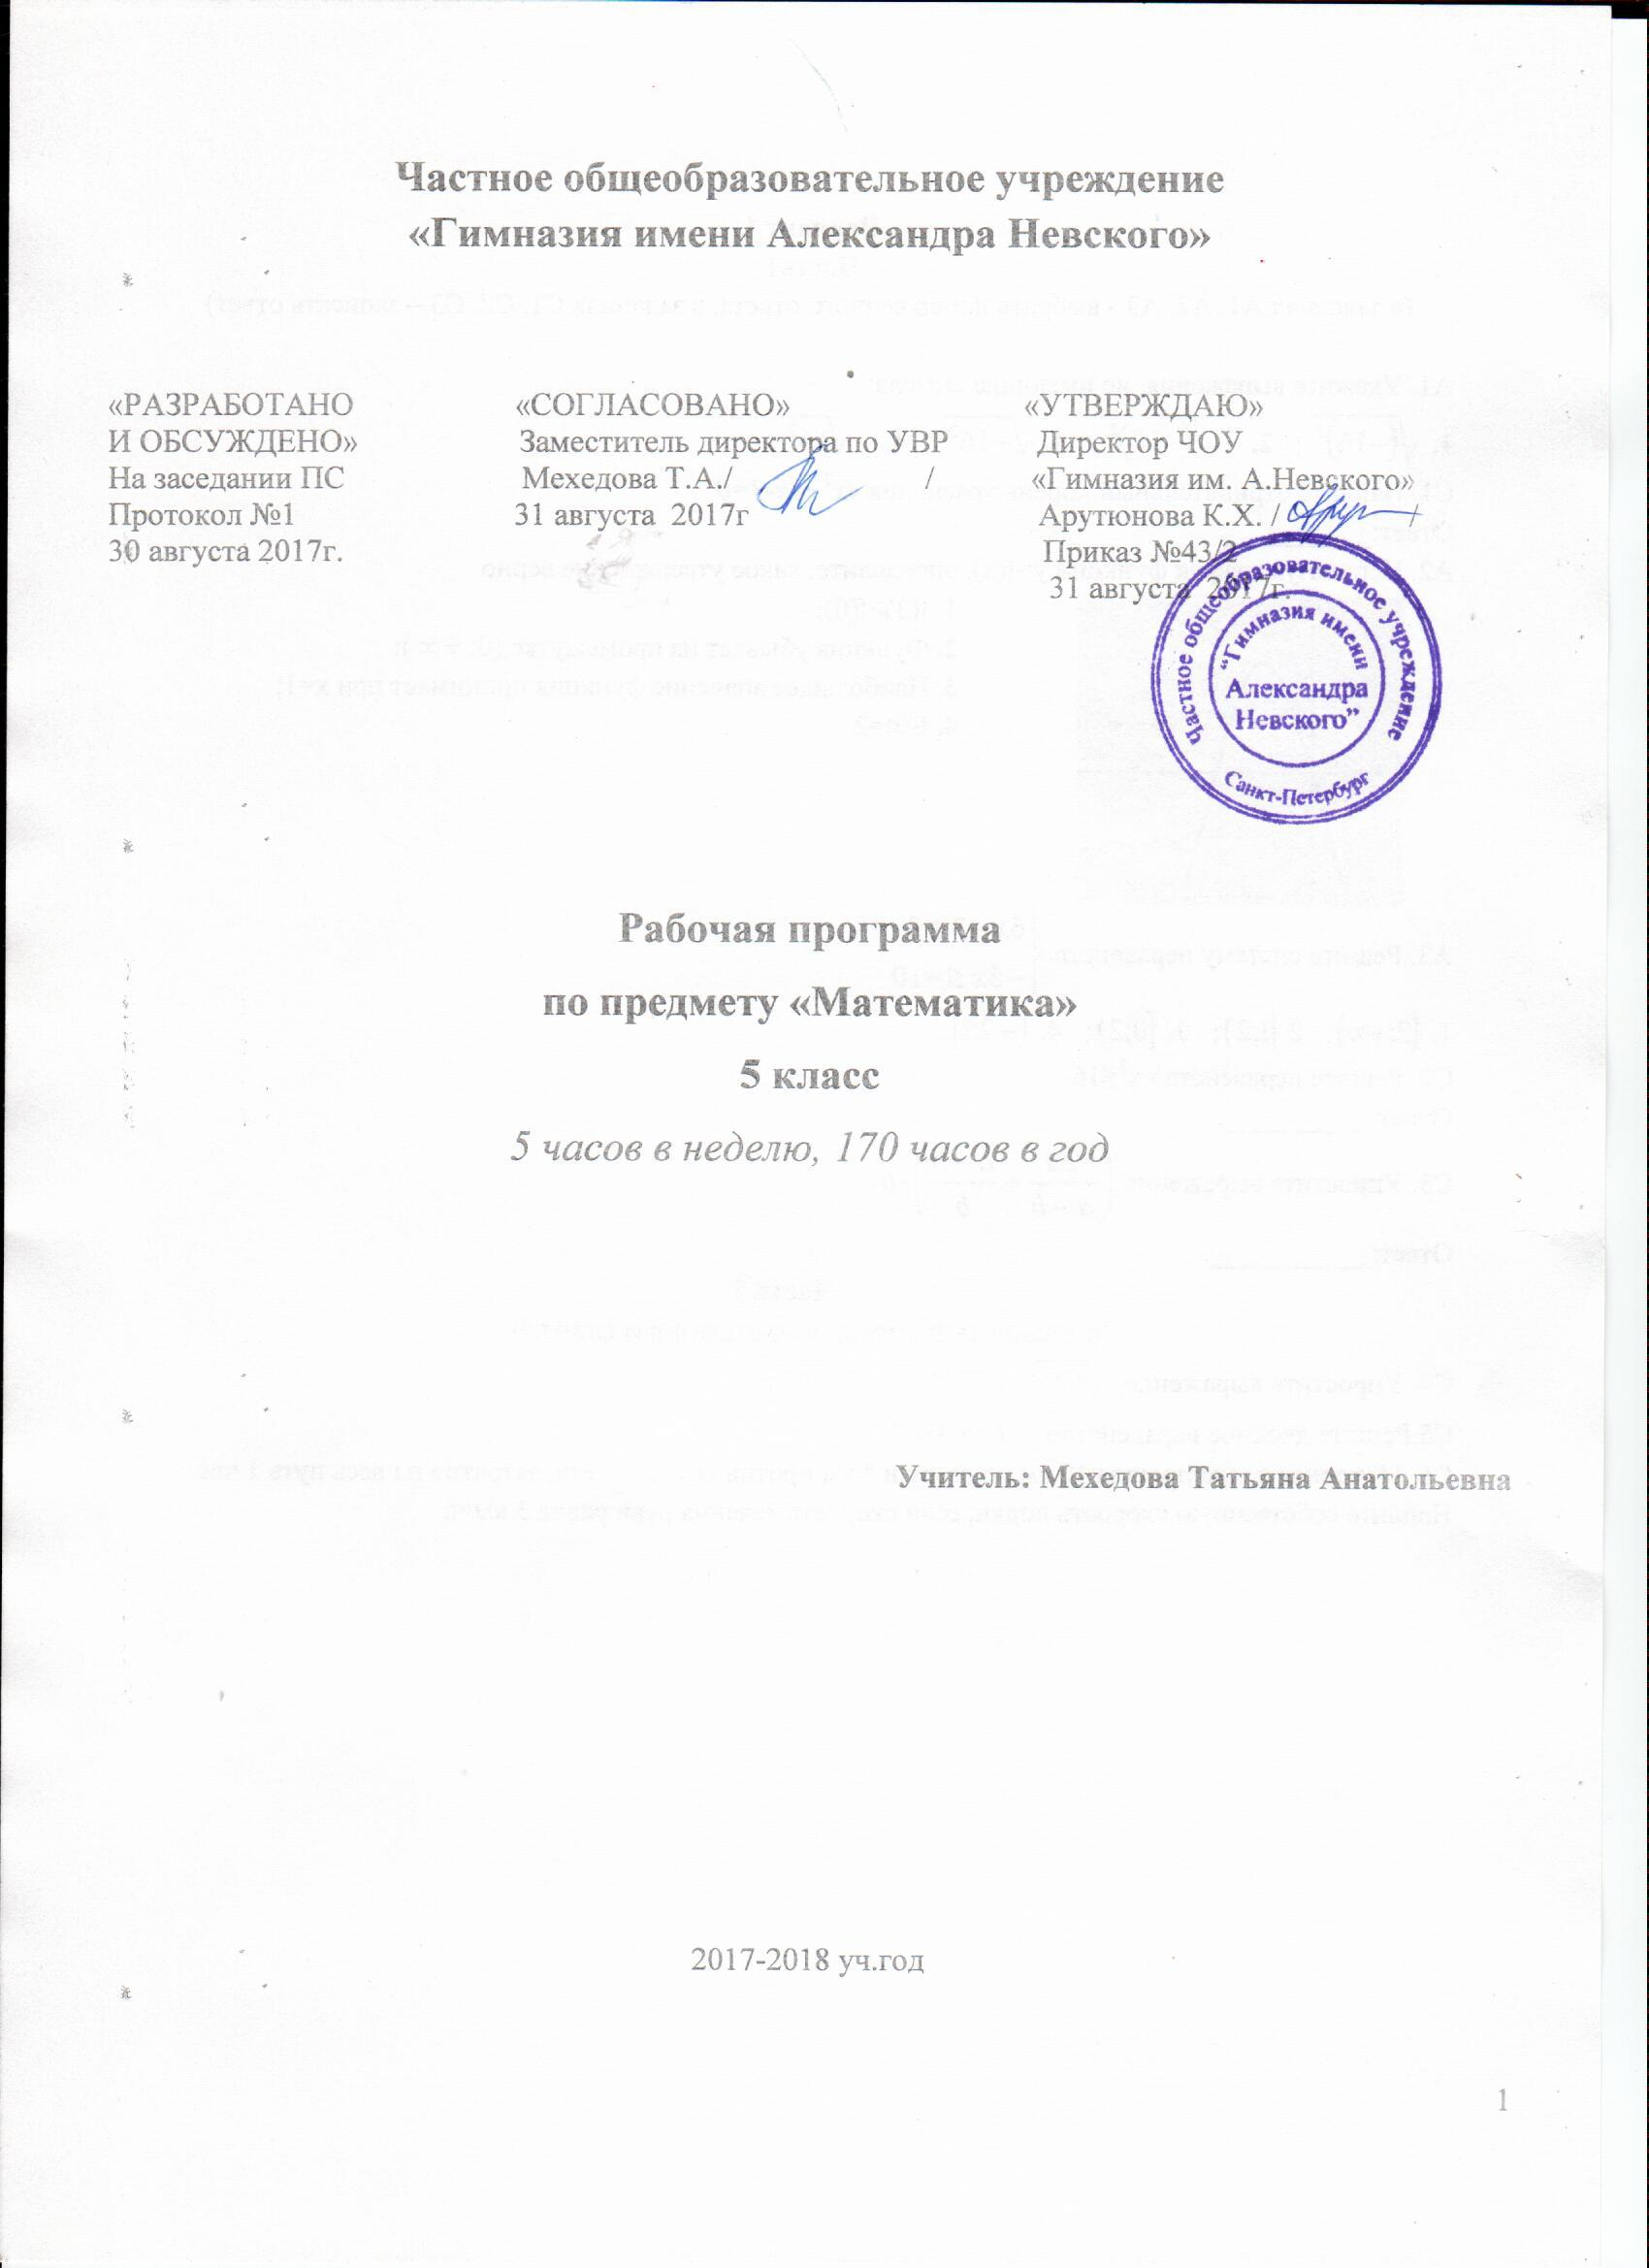 Частное общеобразовательное учреждение
«Гимназия имени Александра Невского»
«РАЗРАБОТАНО
И ОБСУЖДЕНО»
На заседании ПС
Протокол №1
30 августа 2017г.
«СОГЛАСОВАНО»
Заместитель директора по УВР
Мехедова Т.А./ /
31 августа 2017г
«УТВЕРЖДАЮ»
Директор ЧОУ
«Гимназия им. А.Невского»
Арутюнова К.Х. / /
Приказ №43/2
31 августа 2017г.
Частное общеобразовательное учреждение
"Гимназия имени
Александра
Невского"
Санкт-Петербург
Рабочая программа
по предмету «Математика»
5 класс
5 часов в неделю, 170 часов в год
Учитель: Мехедова Татьяна Анатольевна
2017-2018 уч.год
1